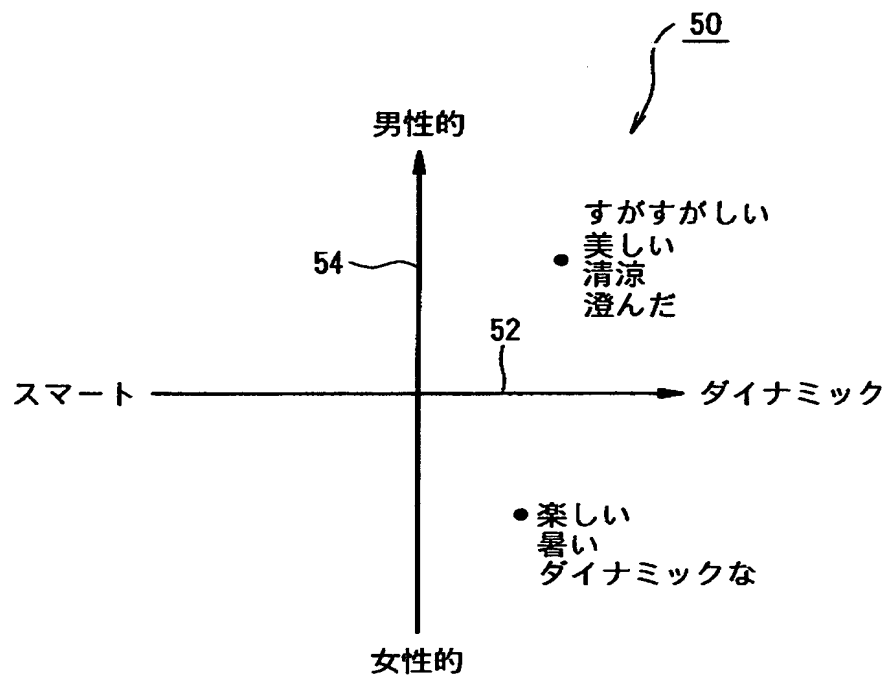 50
男性的
すがすがしい
美しい
清涼
澄んだ
54
52
スマート
ダイナミック
楽しい
暑い
ダイナミックな
女性的